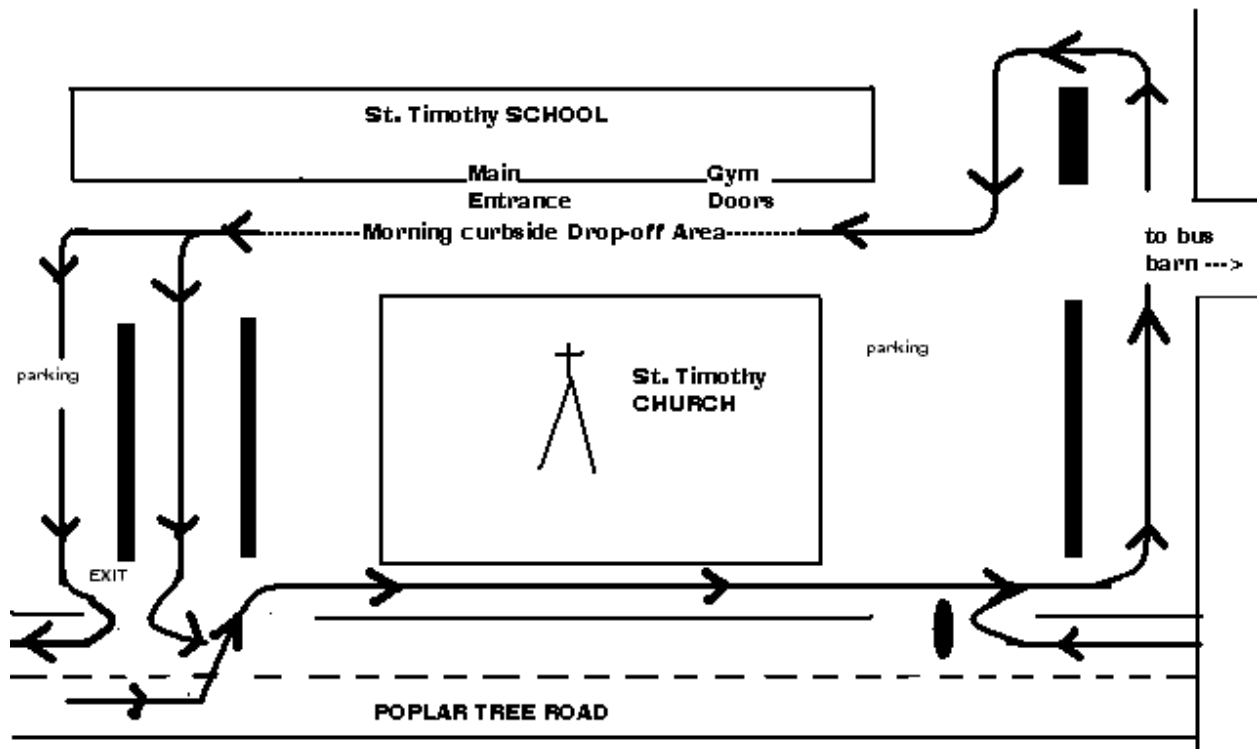 St. Timothy SCHOOL
Main
Entrance
Gym
Doors
Morning curbside Drop-off Area
to bus
barn --->
parking
St. Timothy
CHURCH
parking
EXIT
POPLAR TREE ROAD